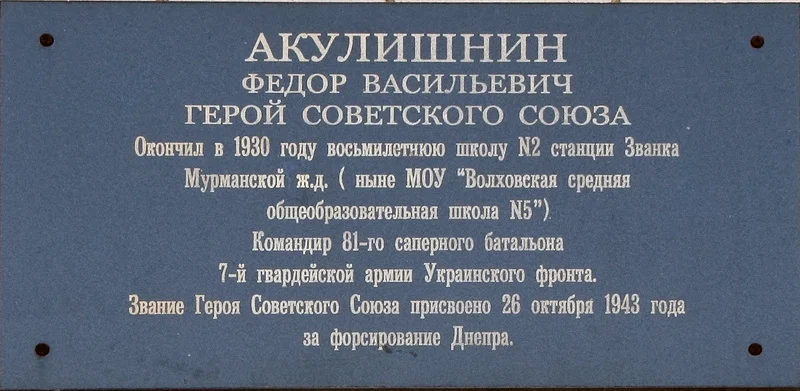 АКУЛИШНИН
ФЕДОР ВАСИЛЬЕВИЧ
ГЕРОЙ СОВЕТСКОГО СОЮЗА
Окончил в 1930 году восьмилетнюю школу N2 станции Званка
Мурманской ж.д. ( ныне МОУ "Волховская средняя
общеобразовательная школа N5")
Командир 81-го саперного батальона
7-й гвардейской армии Украинского фронта.
Звание Героя Советского Союза присвоено 26 октября 1943 года
за форсирование Днепра.